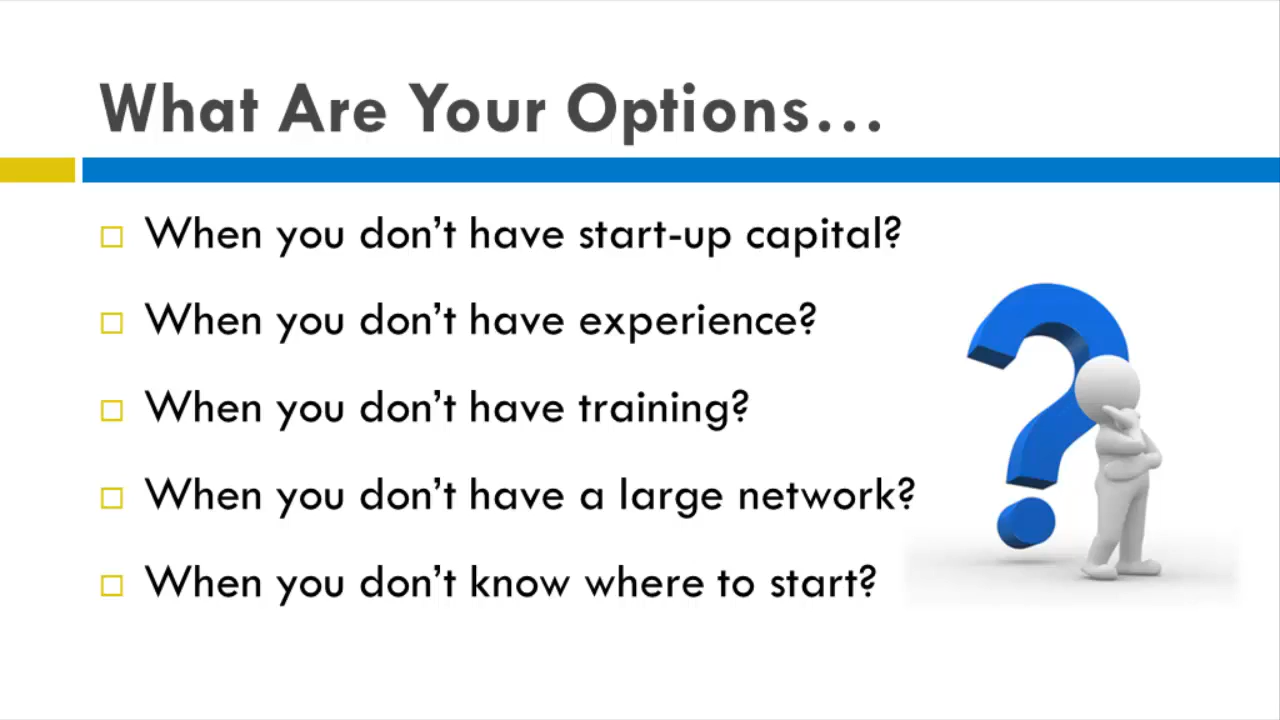 What Are Your Options...
When you don't have start-up capital?
When you don't have experience?
When you don't have training?
When you don't have a large network?
When you don't know where to start?